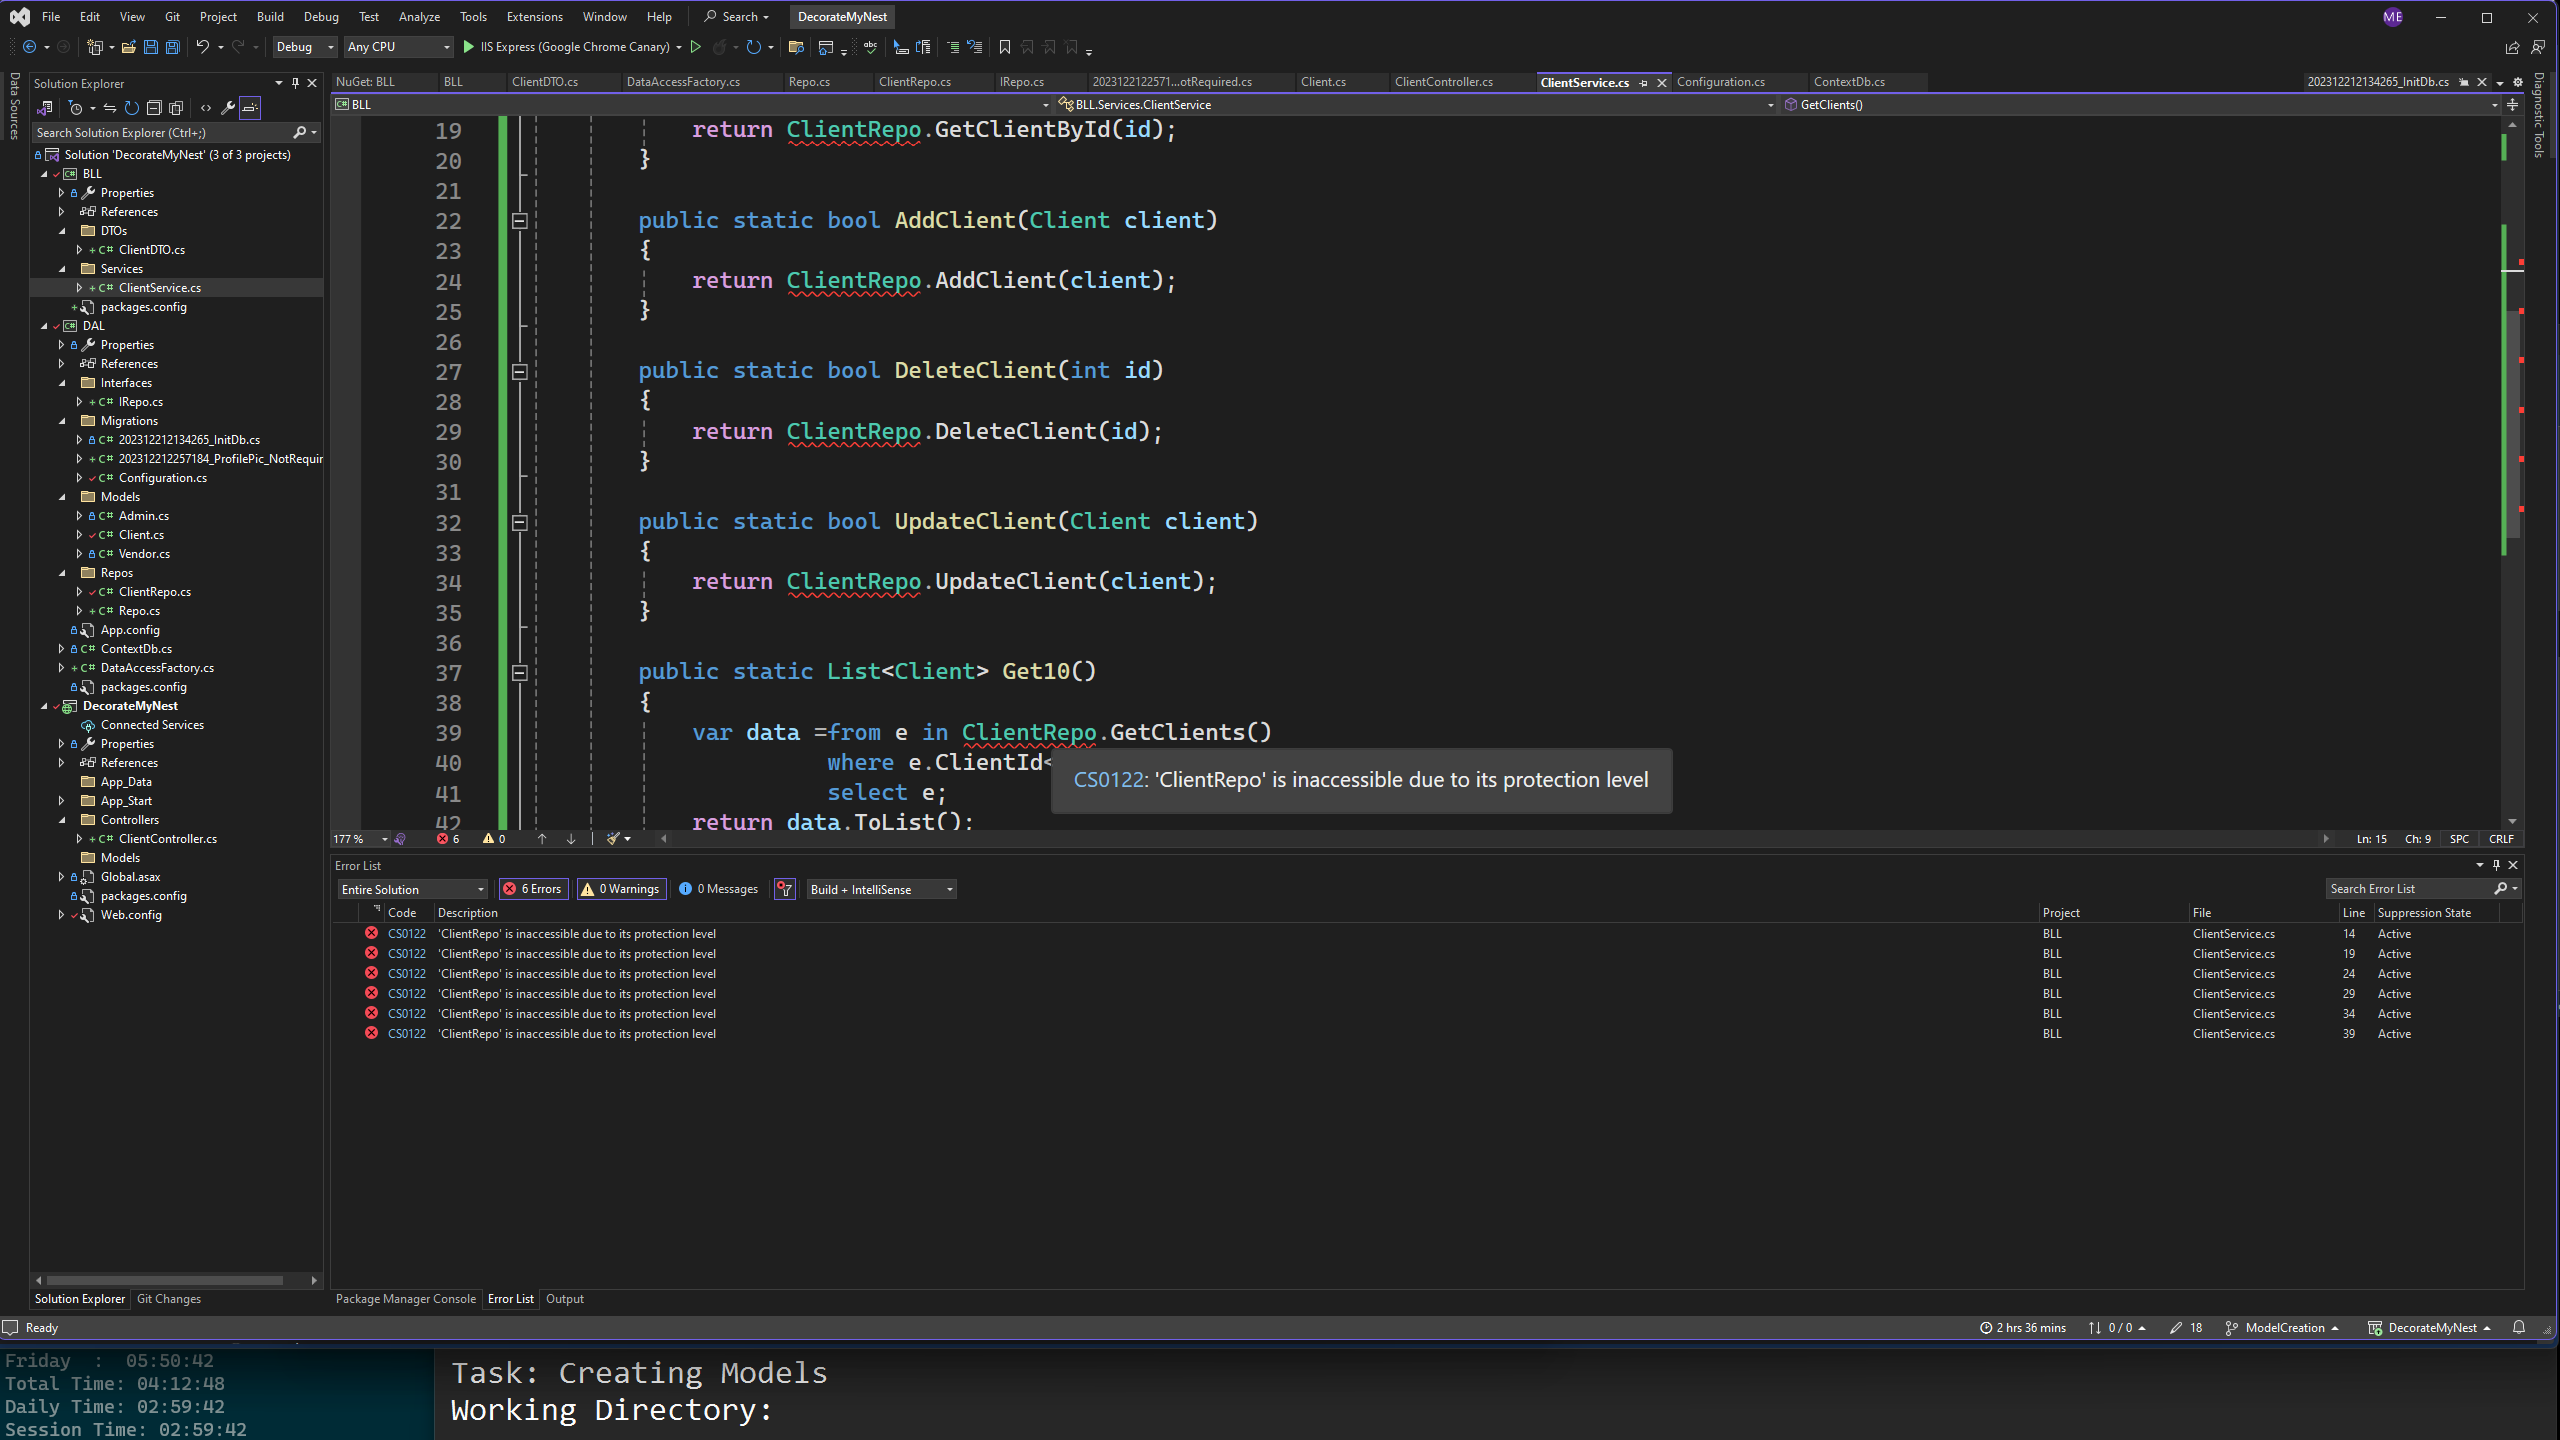 File Edit View Git Project Build Debug Test Analyze Tools Extensions Window Help Search DecorateMyNest ME
Debug Any CPU IIS Express (Google Chrome Canary)
Data Sources
Solution Explorer
Search Solution Explorer (Ctrl+;)
Solution 'DecorateMyNest' (3 of 3 projects)
BLL
Properties
References
DTOs
C# ClientDTO.cs
Services
C# ClientService.cs
packages.config
DAL
Properties
References
Interfaces
C# IRepo.cs
Migrations
C# 202312212134265_InitDb.cs
C# 202312212257184_ProfilePic_NotRequir
C# Configuration.cs
Models
C# Admin.cs
C# Client.cs
C# Vendor.cs
Repos
C# ClientRepo.cs
C# Repo.cs
App.config
C# ContextDb.cs
C# DataAccessFactory.cs
packages.config
DecorateMyNest
Connected Services
Properties
References
App_Data
App_Start
Controllers
C# ClientController.cs
Models
Global.asax
packages.config
Web.config
Solution Explorer Git Changes
NuGet: BLL BLL ClientDTO.cs DataAccessFactory.cs Repo.cs ClientRepo.cs IRepo.cs 2023122122571...otRequired.cs Client.cs ClientController.cs ClientService.cs Configuration.cs ContextDb.cs 202312212134265_InitDb.cs
BLL BLL.Services.ClientService GetClients()
Diagnostic Tools
19 return ClientRepo.GetClientById(id);
20 }
21
22 public static bool AddClient(Client client)
23 {
24 return ClientRepo.AddClient(client);
25 }
26
27 public static bool DeleteClient(int id)
28 {
29 return ClientRepo.DeleteClient(id);
30 }
31
32 public static bool UpdateClient(Client client)
33 {
34 return ClientRepo.UpdateClient(client);
35 }
36
37 public static List<Client> Get10()
38 {
39 var data =from e in ClientRepo.GetClients()
40 where e.ClientId<
CS0122: 'ClientRepo' is inaccessible due to its protection level
41 select e;
42 return data.ToList();
177 % 6 0 Ln: 15 Ch: 9 SPC CRLF
Error List
Entire Solution 6 Errors 0 Warnings 0 Messages Build + IntelliSense Search Error List
Code Description Project File Line Suppression State
CS0122 'ClientRepo' is inaccessible due to its protection level BLL ClientService.cs 14 Active
CS0122 'ClientRepo' is inaccessible due to its protection level BLL ClientService.cs 19 Active
CS0122 'ClientRepo' is inaccessible due to its protection level BLL ClientService.cs 24 Active
CS0122 'ClientRepo' is inaccessible due to its protection level BLL ClientService.cs 29 Active
CS0122 'ClientRepo' is inaccessible due to its protection level BLL ClientService.cs 34 Active
CS0122 'ClientRepo' is inaccessible due to its protection level BLL ClientService.cs 39 Active
Package Manager Console Error List Output
Ready 2 hrs 36 mins 0 / 0 18 ModelCreation DecorateMyNest
Friday : 05:50:42
Total Time: 04:12:48
Daily Time: 02:59:42
Session Time: 02:59:42
Task: Creating Models
Working Directory: